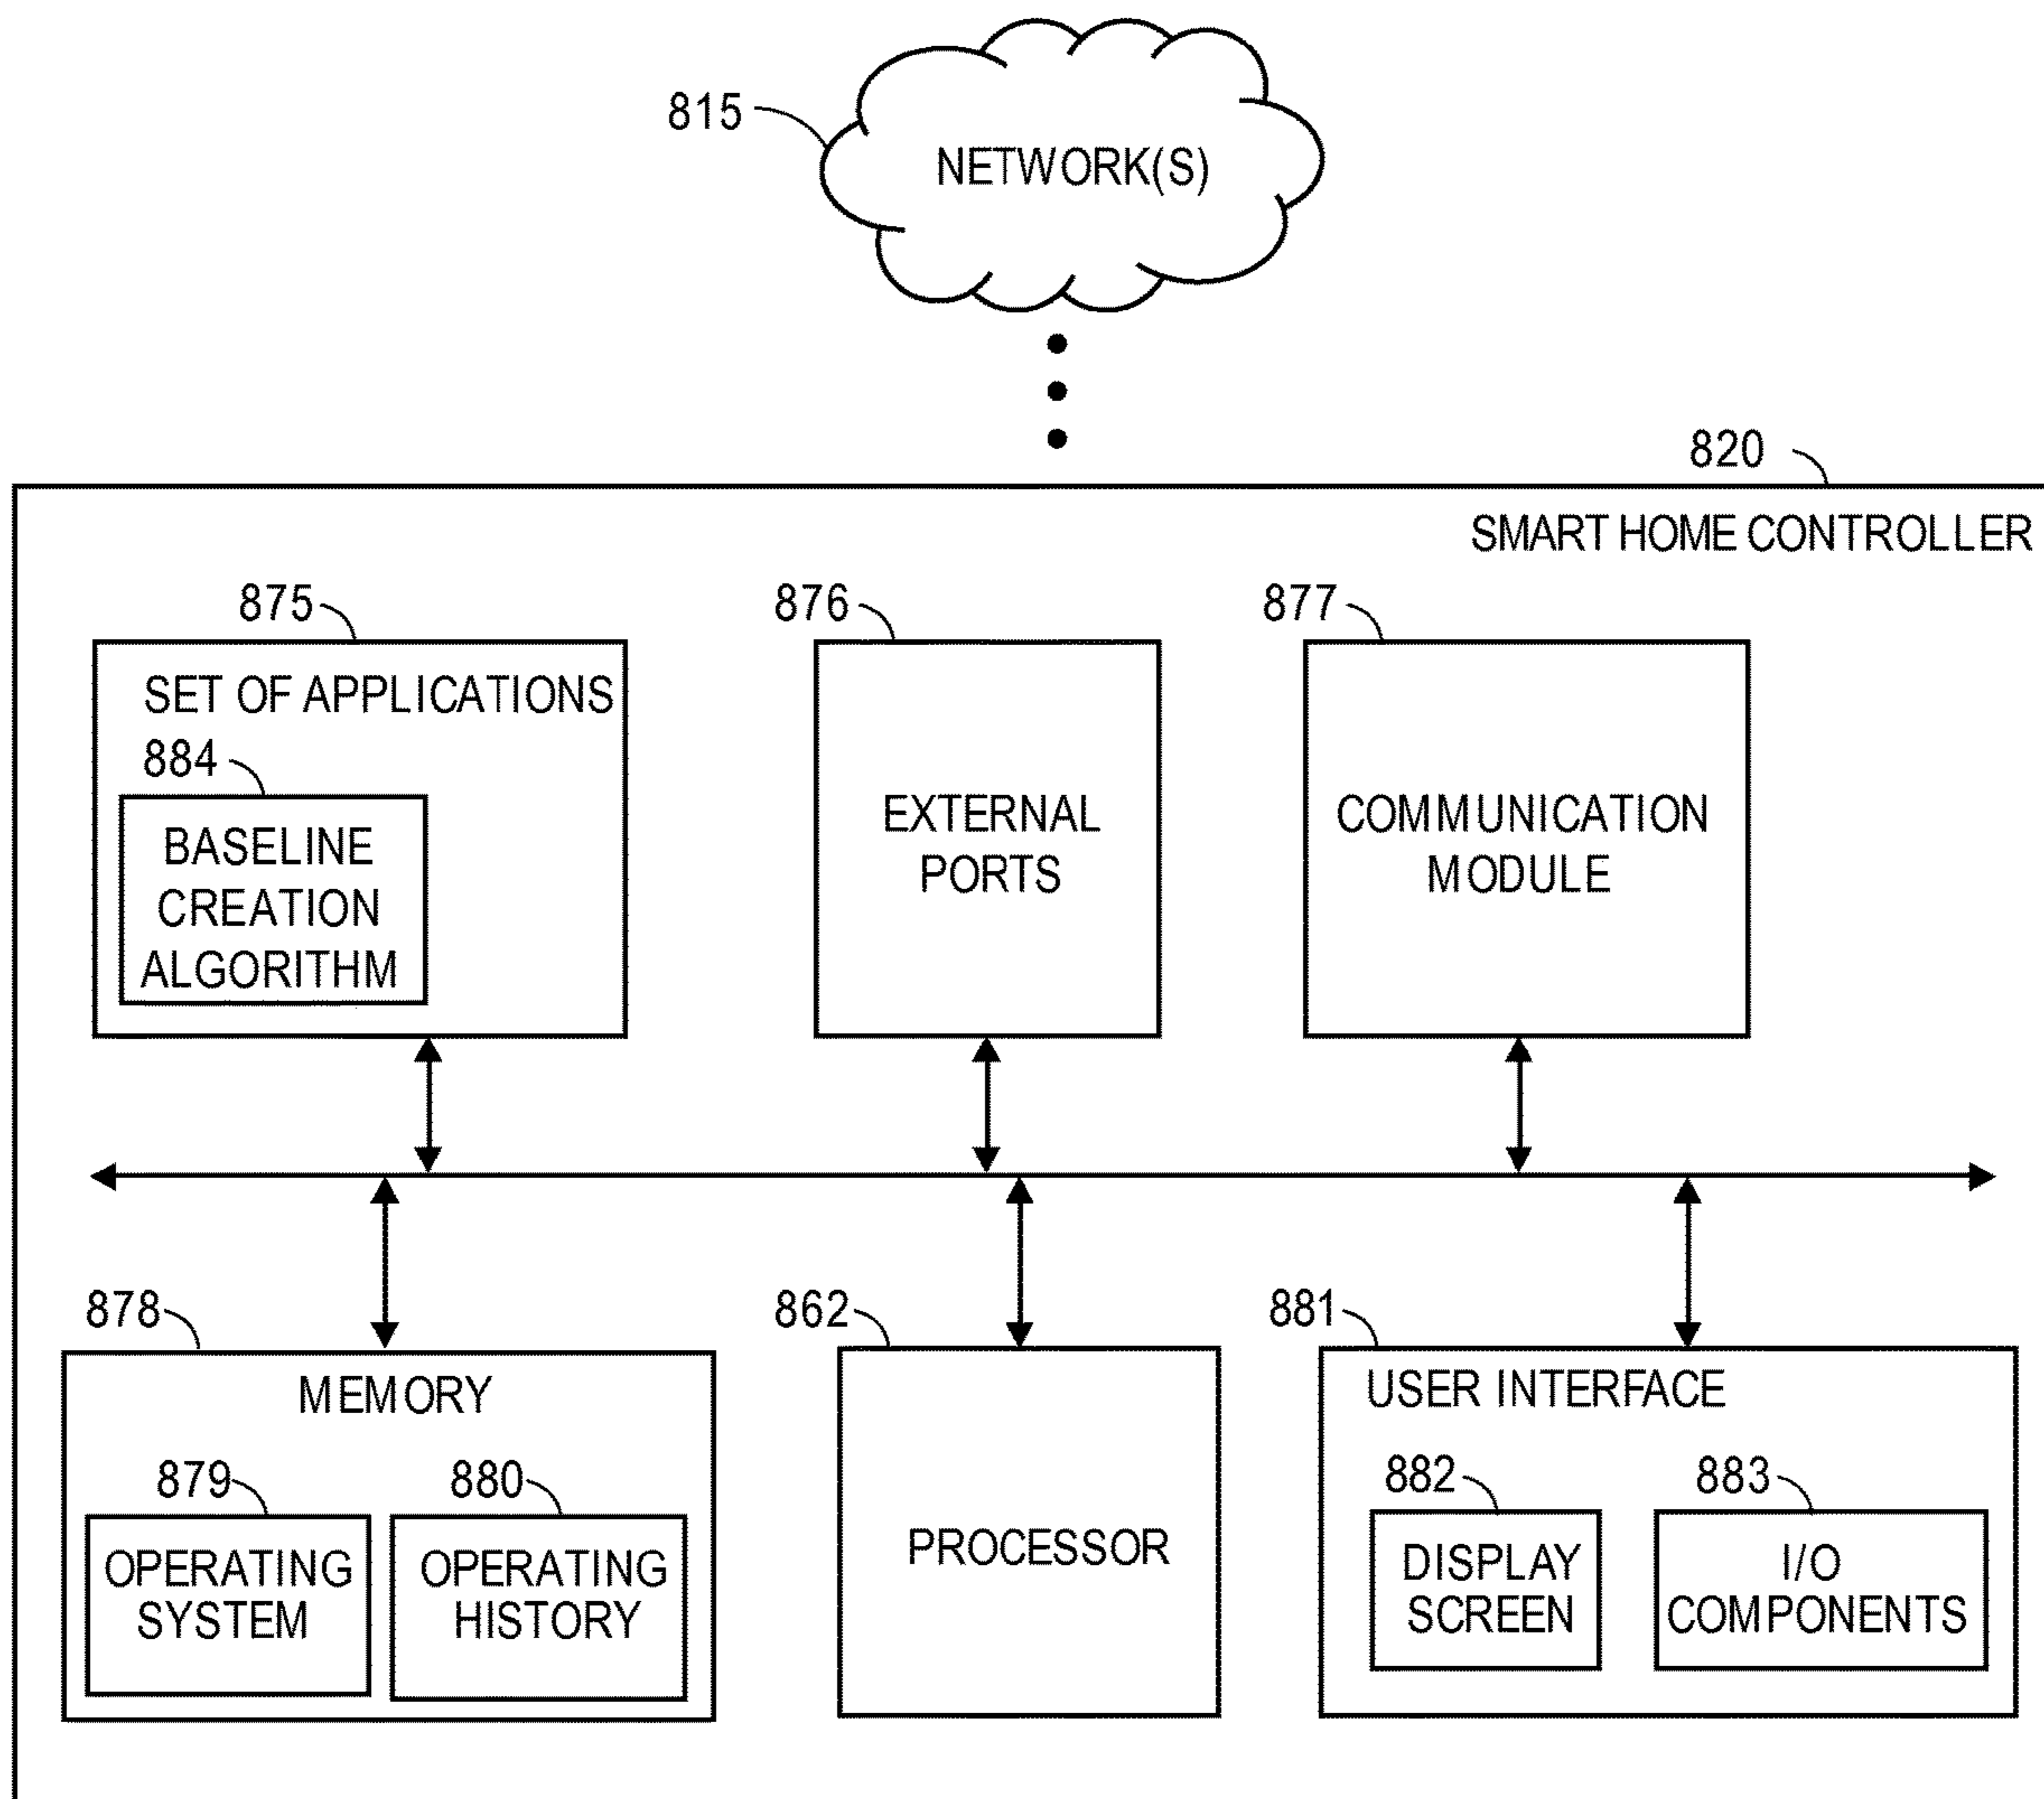 815
NETWORK(S)
820
SMART HOME CONTROLLER
875
SET OF APPLICATIONS
884
BASELINE
CREATION
ALGORITHM
876
EXTERNAL
PORTS
877
COMMUNICATION
MODULE
878
MEMORY
879
OPERATING
SYSTEM
880
OPERATING
HISTORY
862
PROCESSOR
881
USER INTERFACE
882
DISPLAY
SCREEN
883
I/O
COMPONENTS